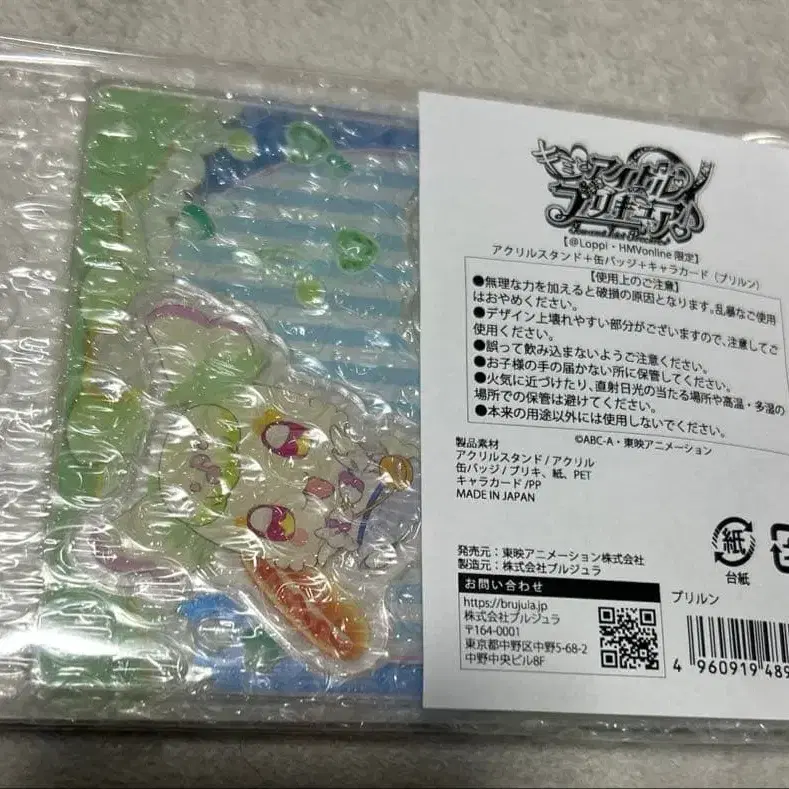 キミとアイドル
プリキュア♪
【@Loppi・HMVonline 限定】
アクリルスタンド＋缶バッジ＋キャラカード（プリルン）
【使用上のご注意】
●無理な力を加えると破損の原因となります。乱暴なご使用
はおやめください。
●デザイン上壊れやすい部分がございますので、注意してご
使用ください。
●誤って飲み込まないようご注意ください。
●お子様の手の届かない所に保管してください。
●火気に近づけたり、直射日光の当たる場所や高温・多湿の
場所での保管は避けてください。
●本来の用途以外には使用しないでください。
©ABC-A・東映アニメーション
製品素材
アクリルスタンド / アクリル
缶バッジ / ブリキ、紙、PET
キャラカード /PP
MADE IN JAPAN
紙
台紙
発売元：東映アニメーション株式会社
製造元：株式会社ブルジュラ
お問い合わせ
https://brujula.jp
株式会社ブルジュラ
〒164-0001
東京都中野区中野5-68-2
中野中央ビル8F
プリルン
4 960919 489